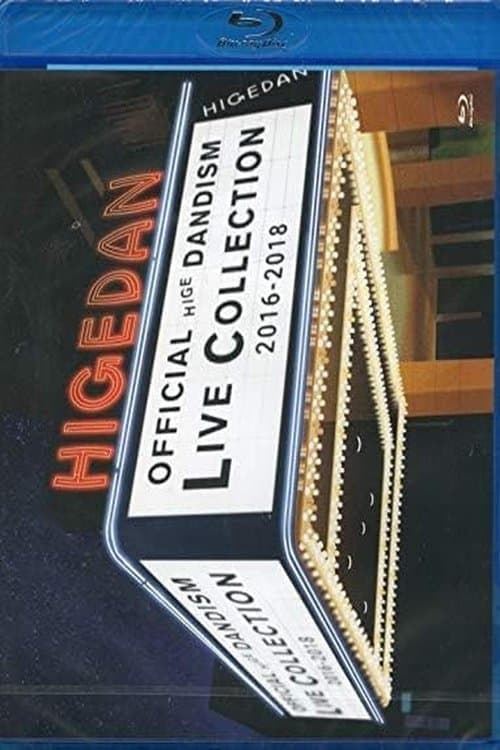 Blu-ray Disc
HIGEDAN
HIGEDAN
OFFICIAL HIGE DANDISM
LIVE COLLECTION
2016-2018
OFFICIAL HIGE DANDISM
LIVE COLLECTION
2016-2018